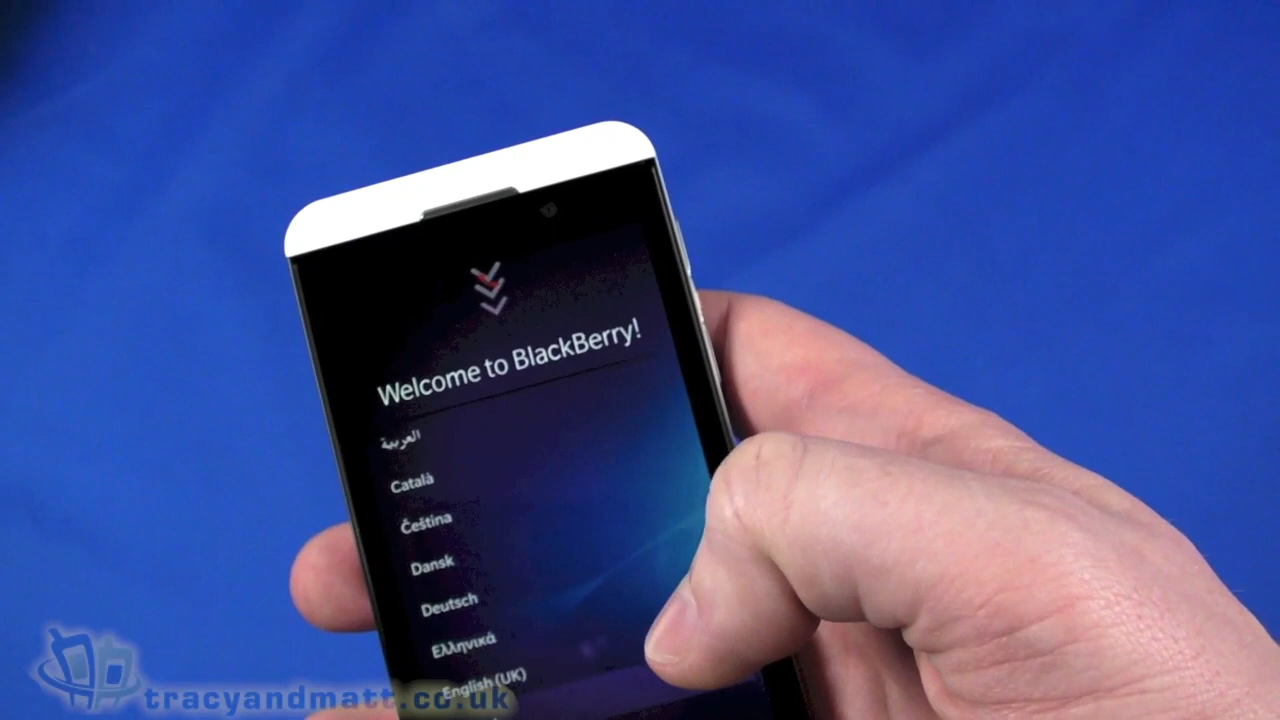 Welcome to BlackBerry!
العربية
Català
Čeština
Dansk
Deutsch
Ελληνικά
English (UK)
tracyandmatt.co.uk